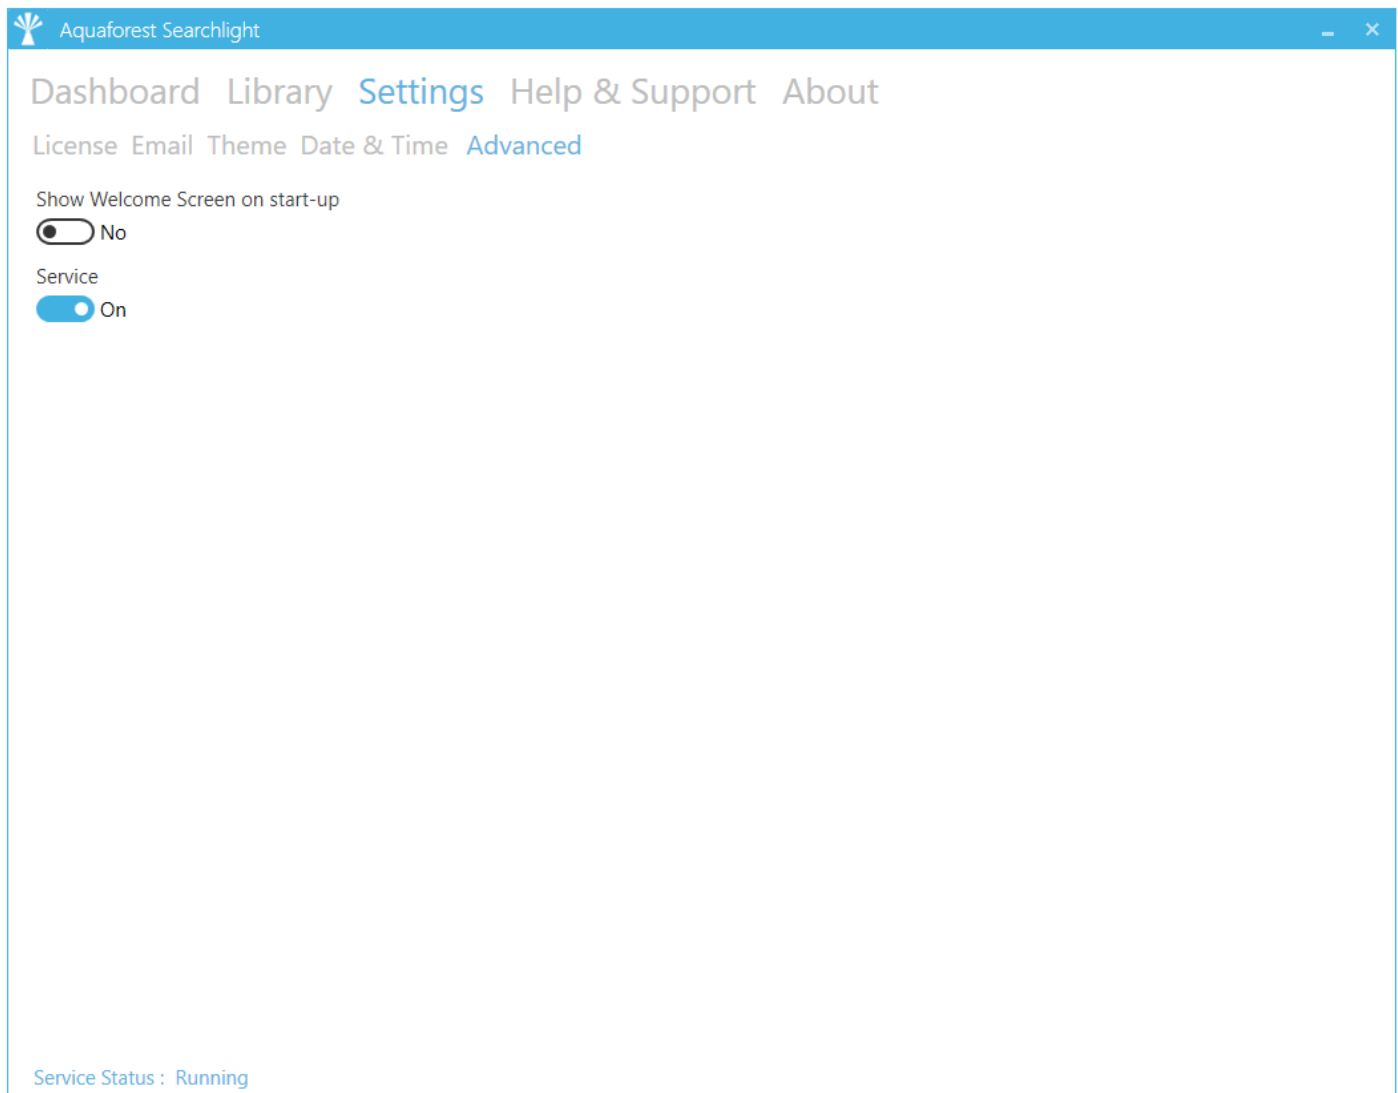 Aquaforest Searchlight
Dashboard Library Settings Help & Support About
License Email Theme Date & Time Advanced
Show Welcome Screen on start-up
No
Service
On
Service Status : Running